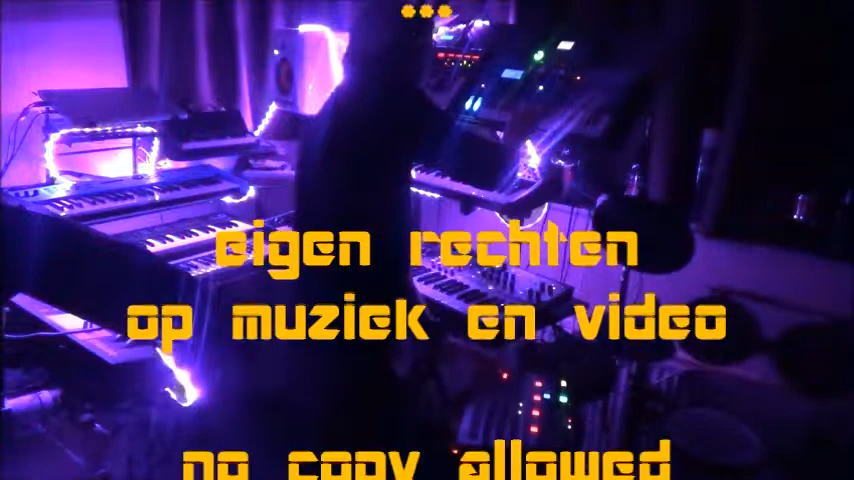 ***
eigen rechten
op muziek en video
no copy allowed